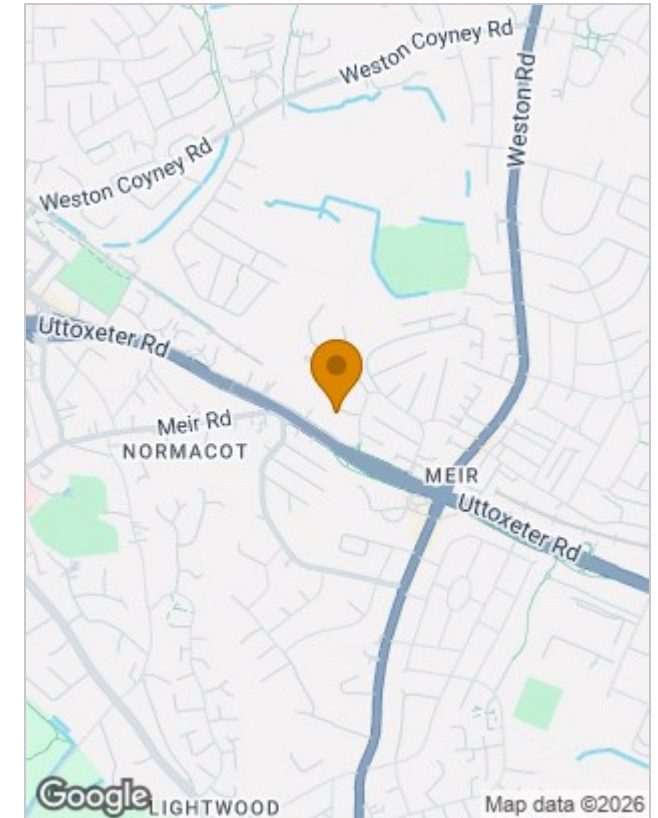 Weston Coyney Rd
Weston Rd
Weston Coyney Rd
Uttoxeter Rd
Meir Rd
NORMACOT
MEIR
Uttoxeter Rd
Google
LIGHTWOOD
Map data ©2026